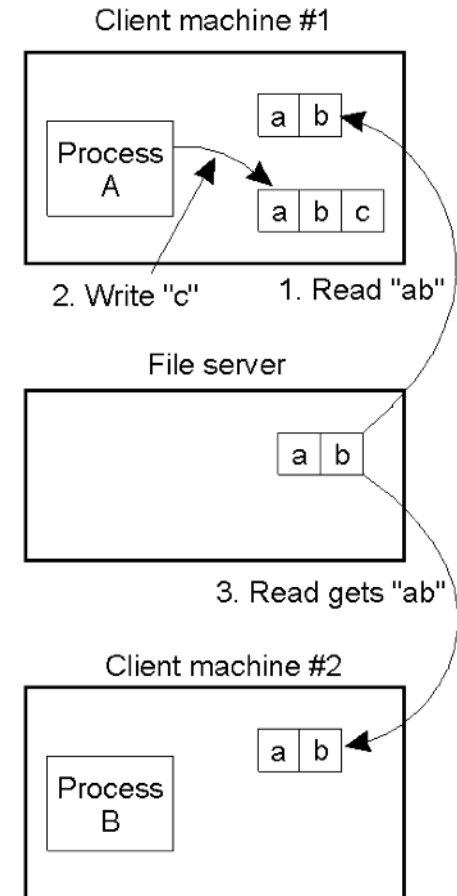 Client machine #1
a b
Process
A
a b c
2. Write "c"
1. Read "ab"
File server
a b
3. Read gets "ab"
Client machine #2
a b
Process
B